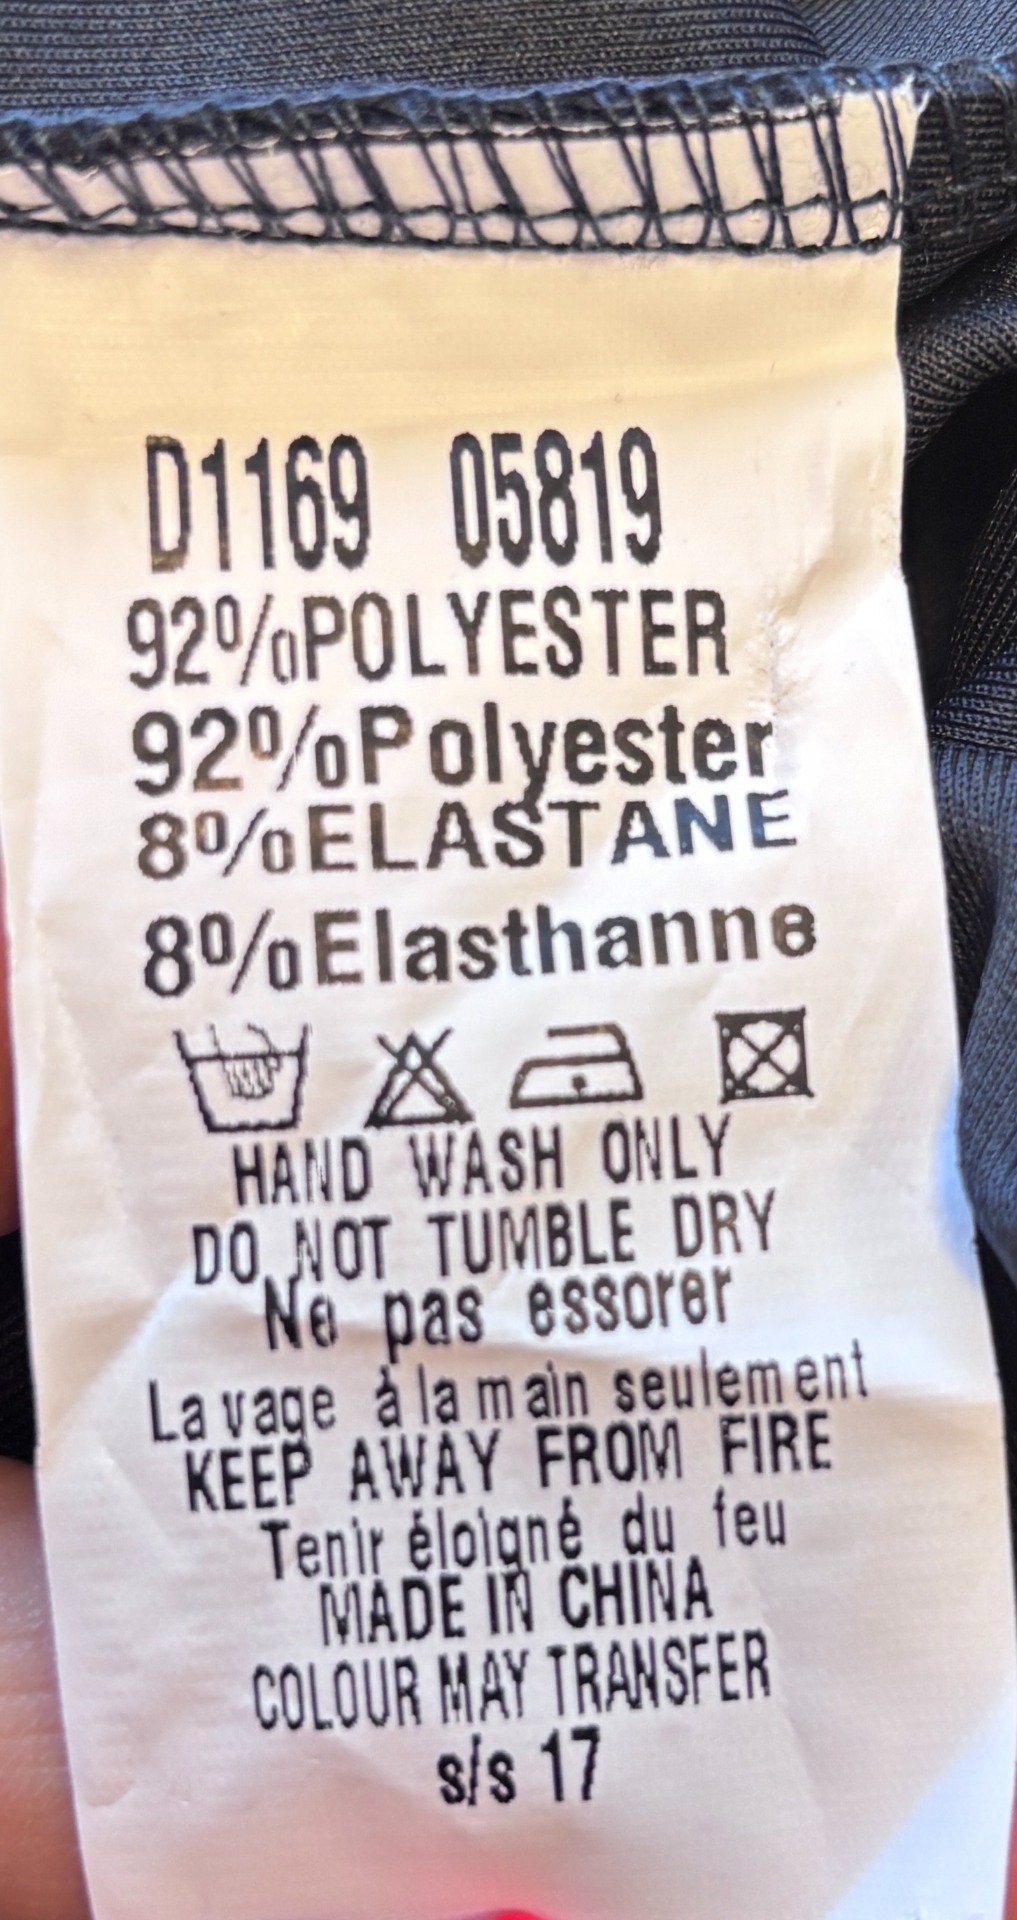 D1169 05819
92%POLYESTER
92%Polyester
8%ELASTANE
8%Elasthanne
HAND WASH ONLY
DO NOT TUMBLE DRY
Ne pas essorer
Lavage à la main seulement
KEEP AWAY FROM FIRE
Tenir éloigné du feu
MADE IN CHINA
COLOUR MAY TRANSFER
s/s 17